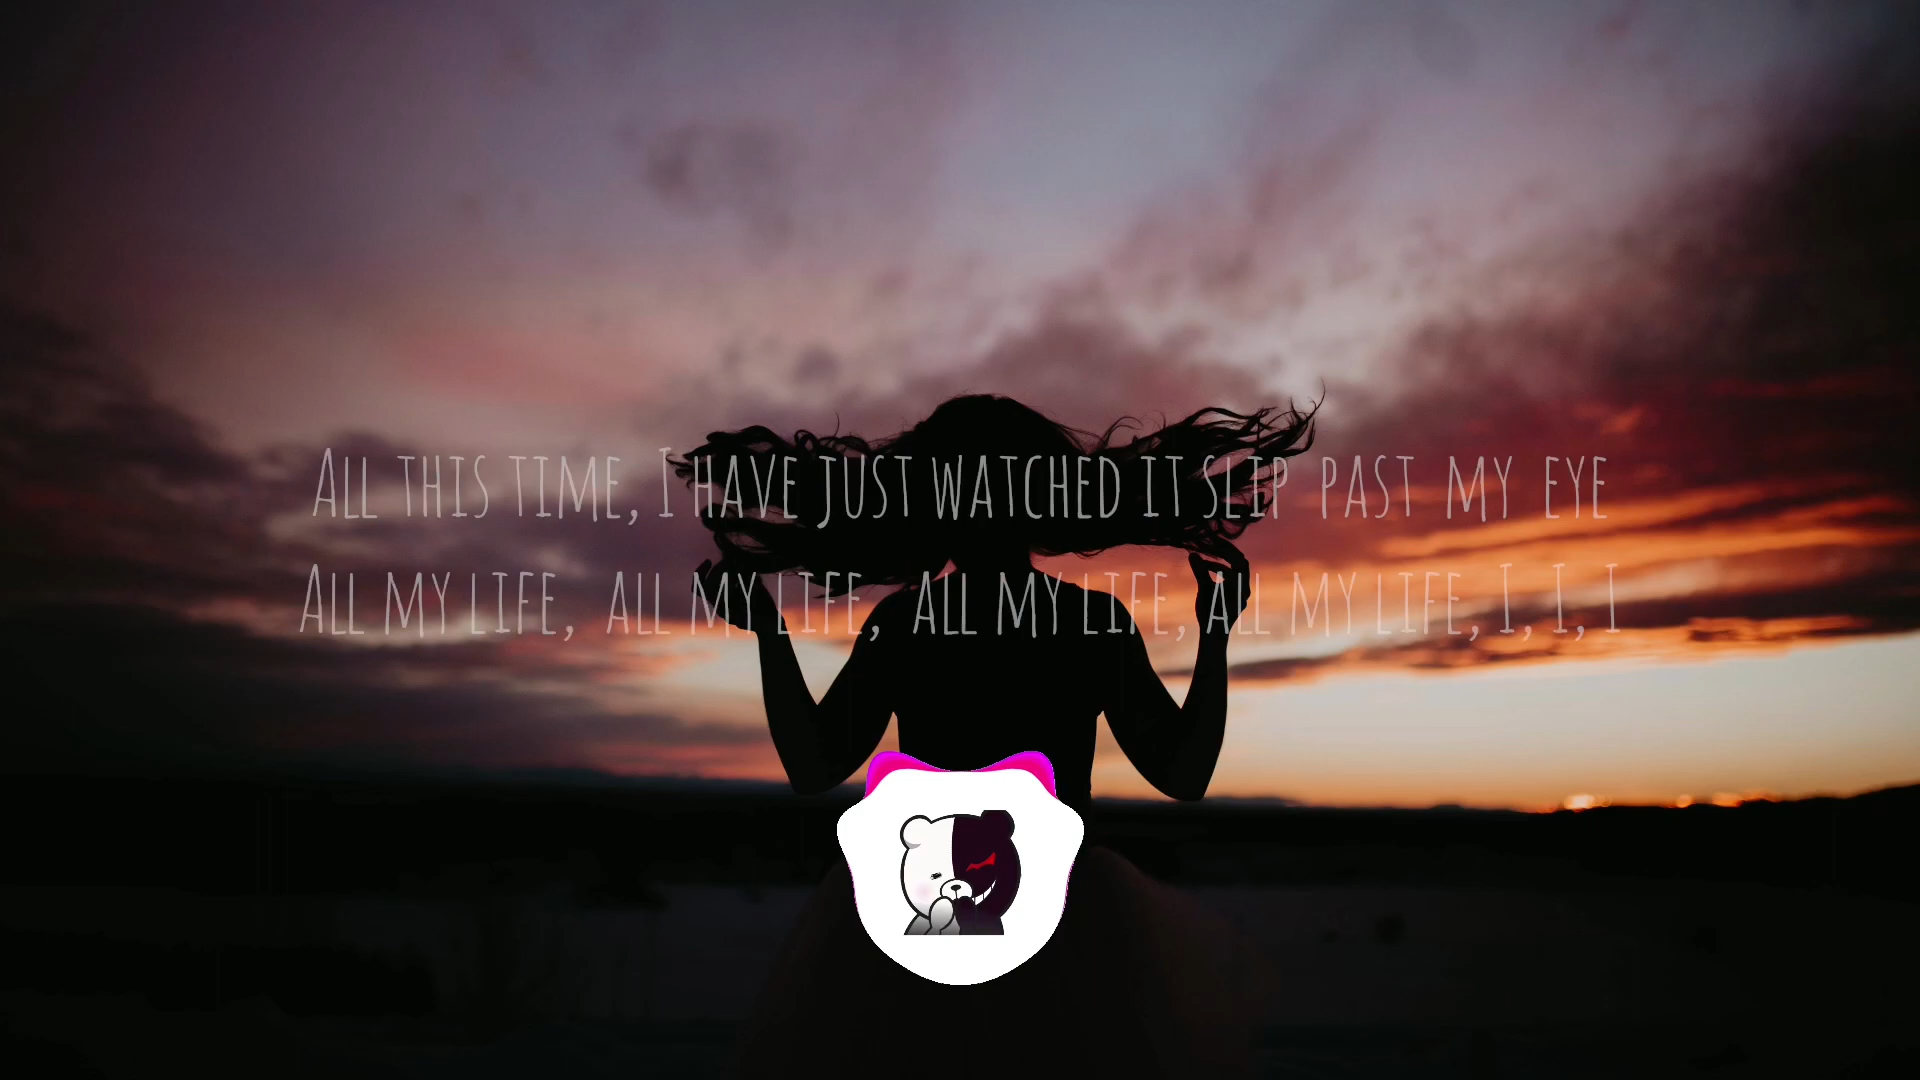 All this time, I have just watched it slip past my eye
All my life, all my life, all my life, all my life, I, I, I